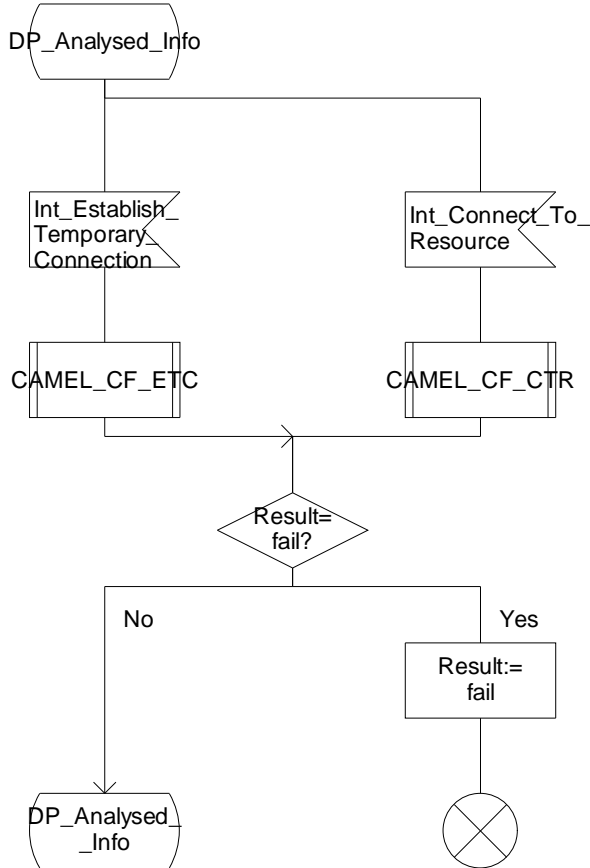 DP_Analysed_Info
Int_Establish_
Temporary_
Connection
Int_Connect_To_
Resource
CAMEL_CF_ETC
CAMEL_CF_CTR
Result=
fail?
No
Yes
Result:=
fail
DP_Analysed_
_Info